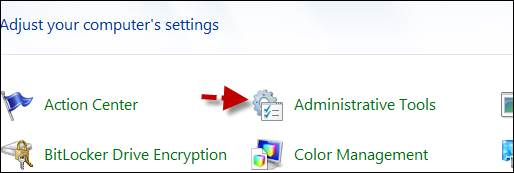 Adjust your computer's settings
Action Center
Administrative Tools
BitLocker Drive Encryption
Color Management